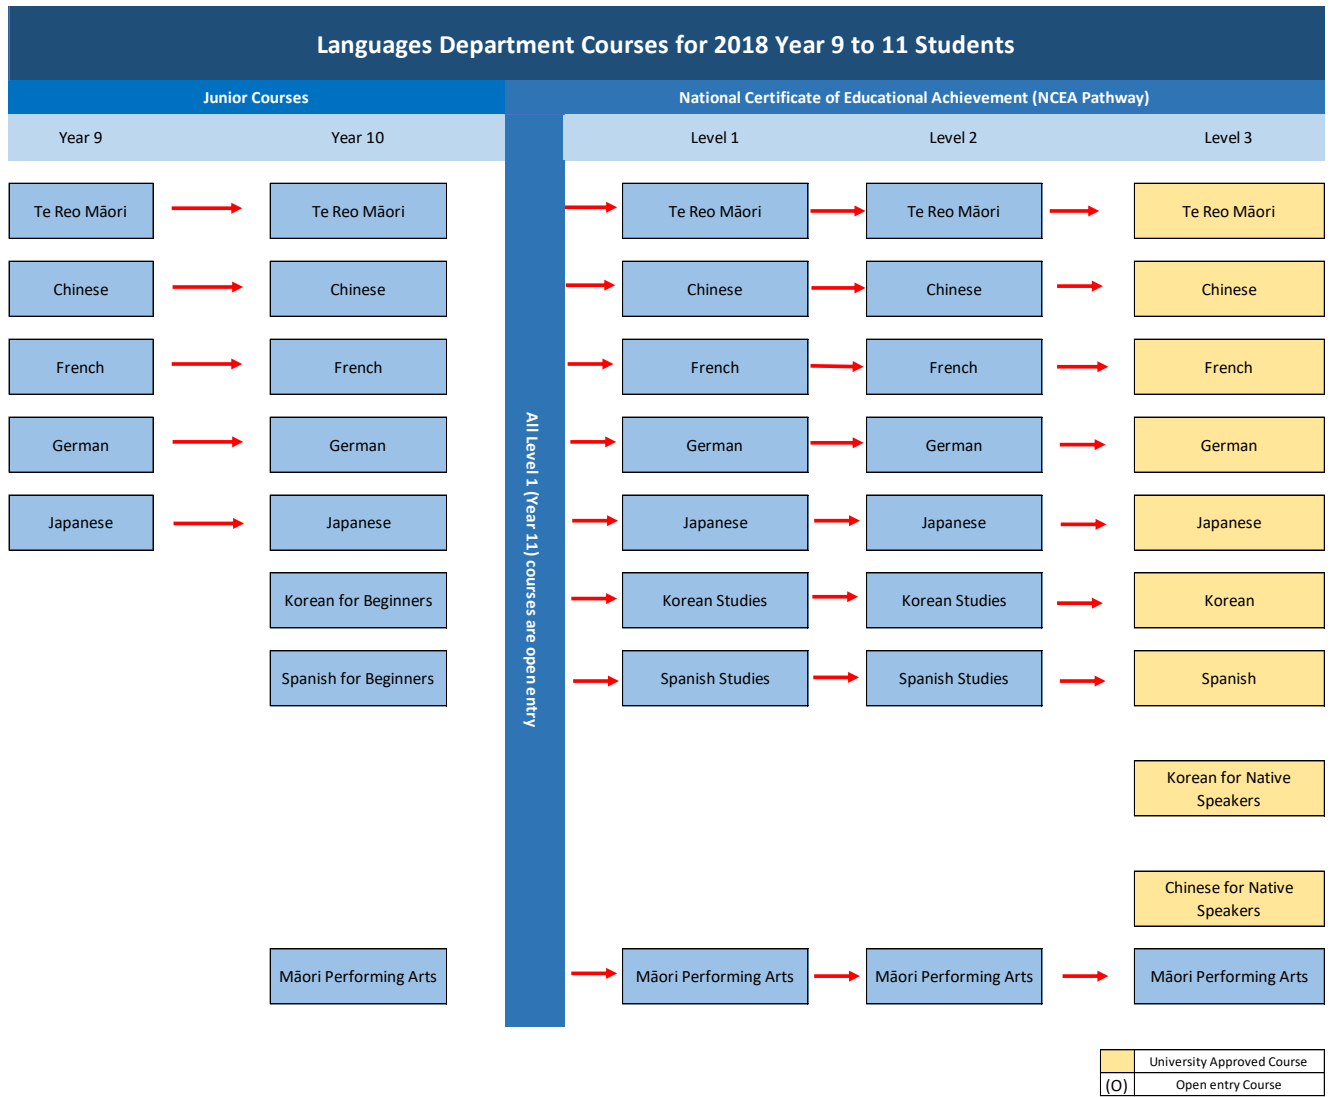 Languages Department Courses for 2018 Year 9 to 11 Students
Junior Courses
National Certificate of Educational Achievement (NCEA Pathway)
Year 9
Year 10
Level 1
Level 2
Level 3
Te Reo Māori
Te Reo Māori
Te Reo Māori
Te Reo Māori
Te Reo Māori
Chinese
Chinese
Chinese
Chinese
Chinese
French
French
French
French
French
German
German
German
German
German
Japanese
Japanese
Japanese
Japanese
Japanese
All Level 1 (Year 11) courses are open entry
Korean for Beginners
Korean Studies
Korean Studies
Korean
Spanish for Beginners
Spanish Studies
Spanish Studies
Spanish
Korean for Native
Speakers
Chinese for Native
Speakers
Māori Performing Arts
Māori Performing Arts
Māori Performing Arts
Māori Performing Arts
University Approved Course
(O)
Open entry Course